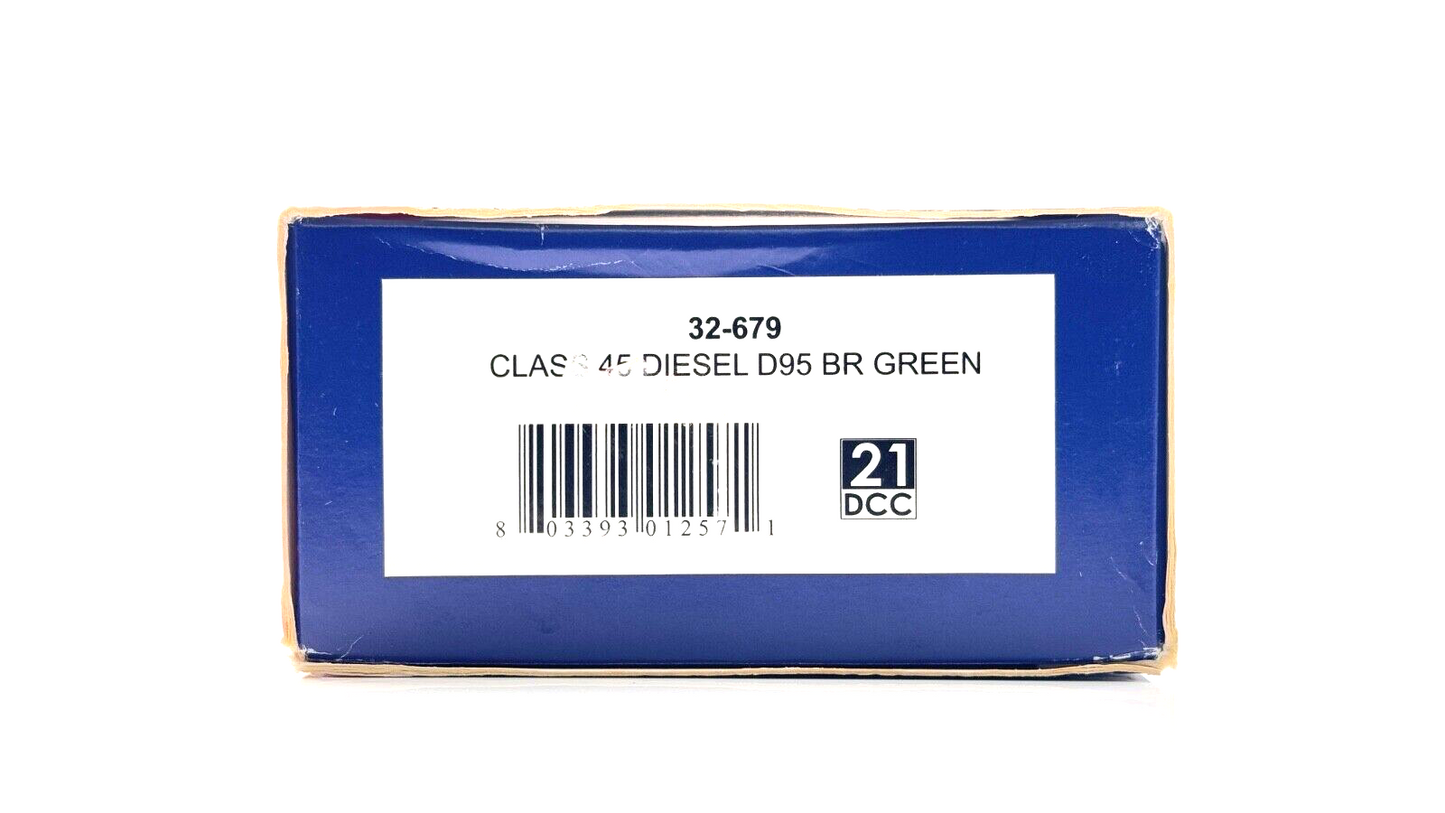 32-679
CLASS 45 DIESEL D95 BR GREEN
21
DCC
8 03393 01257 1